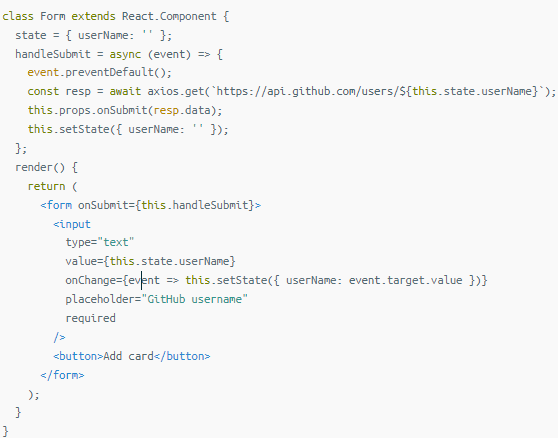 class Form extends React.Component {
  state = { userName: '' };
  handleSubmit = async (event) => {
    event.preventDefault();
    const resp = await axios.get(`https://api.github.com/users/${this.state.userName}`);
    this.props.onSubmit(resp.data);
    this.setState({ userName: '' });
  };
  render() {
    return (
      <form onSubmit={this.handleSubmit}>
        <input
          type="text"
          value={this.state.userName}
          onChange={event => this.setState({ userName: event.target.value })}
          placeholder="GitHub username"
          required
        />
        <button>Add card</button>
      </form>
    );
  }
}